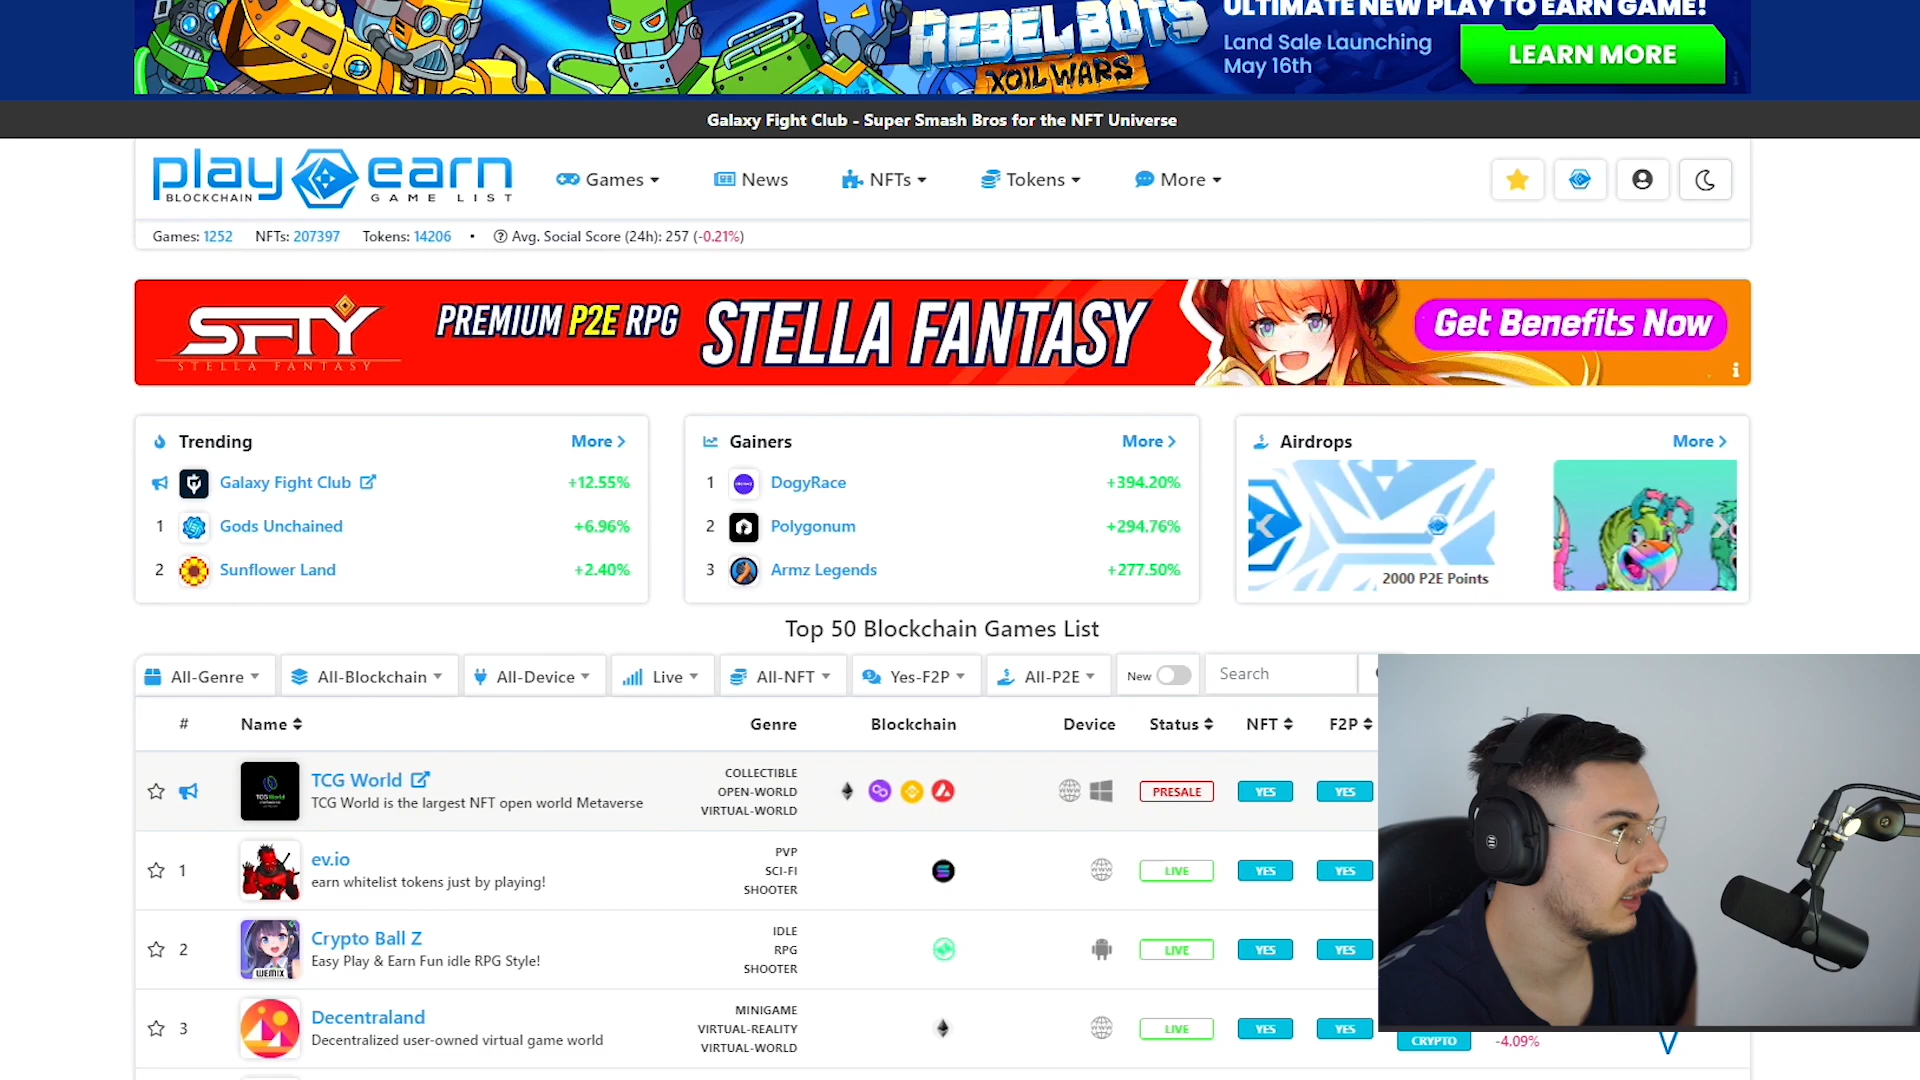 REBEL BOTS
XOIL WARS
ULTIMATE NEW PLAY TO EARN GAME!
Land Sale Launching
May 16th
LEARN MORE
Galaxy Fight Club - Super Smash Bros for the NFT Universe
play earn
BLOCKCHAIN GAME LIST
Games
News
NFTs
Tokens
More
Games: 1252 NFTs: 207397 Tokens: 14206 • Avg. Social Score (24h): 257 (-0.21%)
SFTY
STELLA FANTASY
PREMIUM P2E RPG STELLA FANTASY
Get Benefits Now
Trending More
Galaxy Fight Club +12.55%
1 Gods Unchained +6.96%
2 Sunflower Land +2.40%
Gainers More
1 DogyRace +394.20%
2 Polygonum +294.76%
3 Armz Legends +277.50%
Airdrops More
2000 P2E Points
Top 50 Blockchain Games List
All-Genre All-Blockchain All-Device Live All-NFT Yes-F2P All-P2E New Search
# Name Genre Blockchain Device Status NFT F2P
TCG World
TCG World is the largest NFT open world Metaverse
COLLECTIBLE
OPEN-WORLD
VIRTUAL-WORLD
PRESALE YES YES
1 ev.io
earn whitelist tokens just by playing!
PVP
SCI-FI
SHOOTER
LIVE YES YES
WEMIX
2 Crypto Ball Z
Easy Play & Earn Fun idle RPG Style!
IDLE
RPG
SHOOTER
LIVE YES YES
3 Decentraland
Decentralized user-owned virtual game world
MINIGAME
VIRTUAL-REALITY
VIRTUAL-WORLD
LIVE YES YES
CRYPTO -4.09%